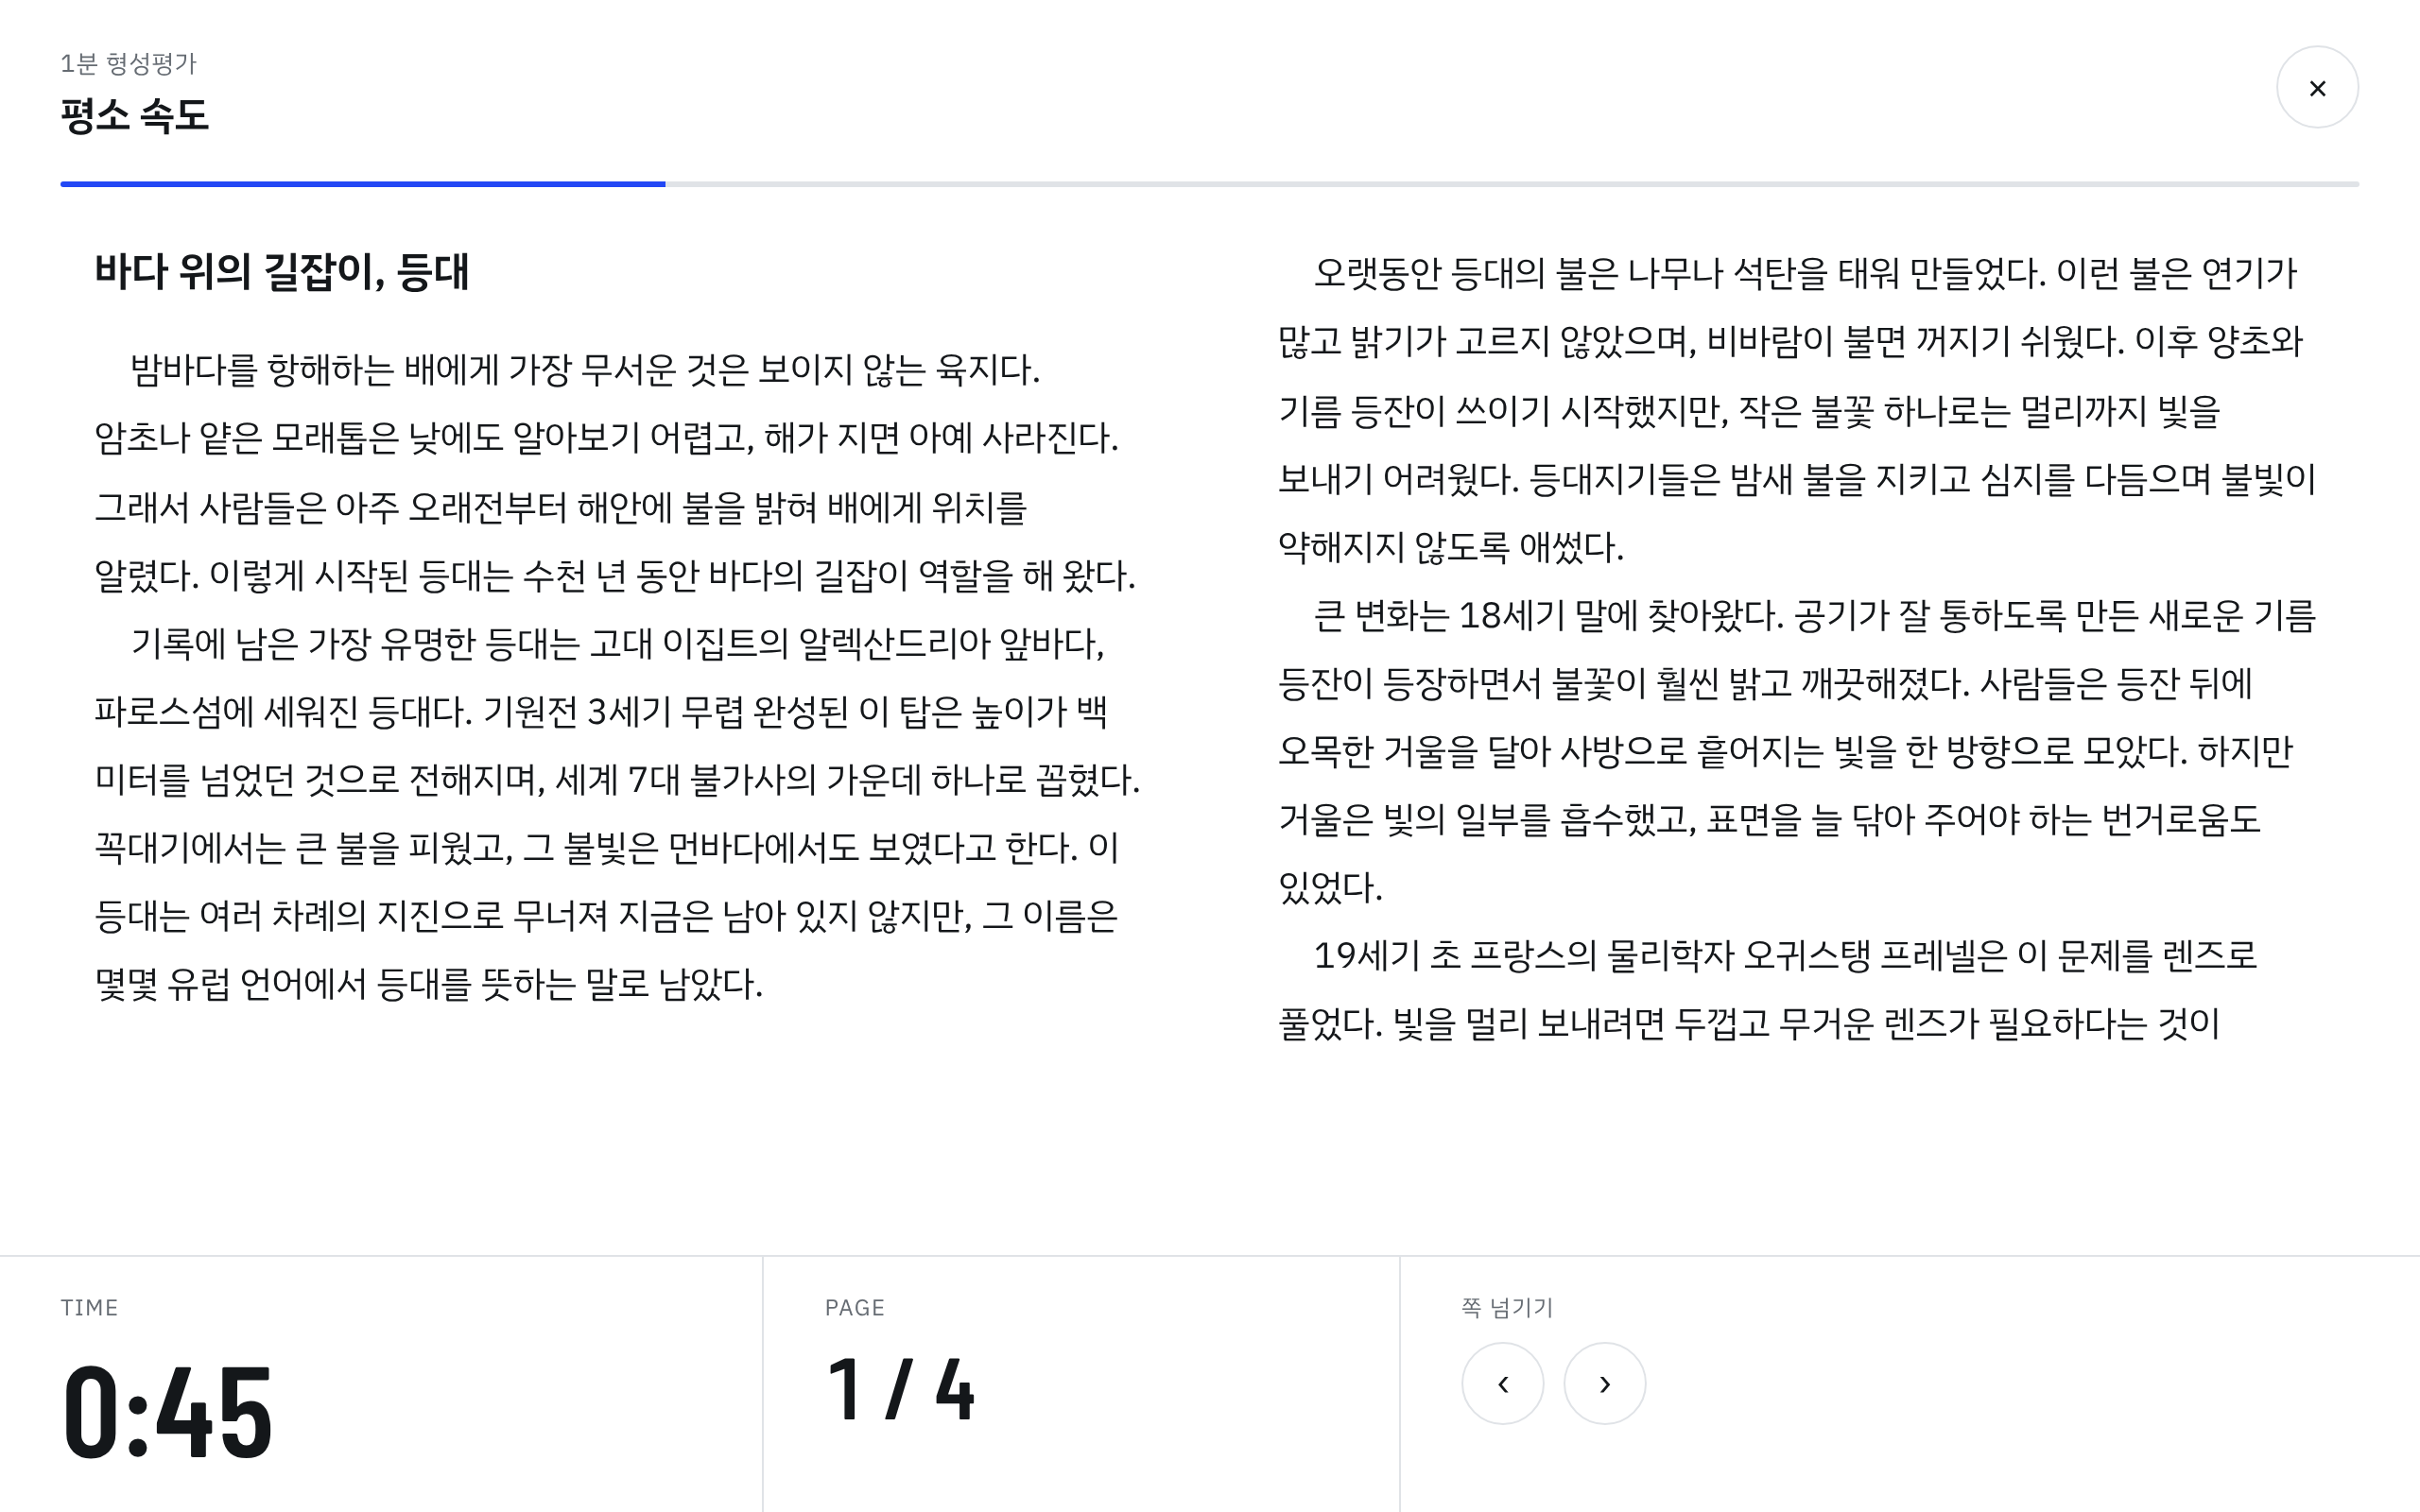 1분 형성평가
평소 속도
×
바다 위의 길잡이, 등대
밤바다를 항해하는 배에게 가장 무서운 것은 보이지 않는 육지다.
암초나 얕은 모래톱은 낮에도 알아보기 어렵고, 해가 지면 아예 사라진다.
그래서 사람들은 아주 오래전부터 해안에 불을 밝혀 배에게 위치를
알렸다. 이렇게 시작된 등대는 수천 년 동안 바다의 길잡이 역할을 해 왔다.
기록에 남은 가장 유명한 등대는 고대 이집트의 알렉산드리아 앞바다,
파로스섬에 세워진 등대다. 기원전 3세기 무렵 완성된 이 탑은 높이가 백
미터를 넘었던 것으로 전해지며, 세계 7대 불가사의 가운데 하나로 꼽혔다.
꼭대기에서는 큰 불을 피웠고, 그 불빛은 먼바다에서도 보였다고 한다. 이
등대는 여러 차례의 지진으로 무너져 지금은 남아 있지 않지만, 그 이름은
몇몇 유럽 언어에서 등대를 뜻하는 말로 남았다.
오랫동안 등대의 불은 나무나 석탄을 태워 만들었다. 이런 불은 연기가
많고 밝기가 고르지 않았으며, 비바람이 불면 꺼지기 쉬웠다. 이후 양초와
기름 등잔이 쓰이기 시작했지만, 작은 불꽃 하나로는 멀리까지 빛을
보내기 어려웠다. 등대지기들은 밤새 불을 지키고 심지를 다듬으며 불빛이
약해지지 않도록 애썼다.
큰 변화는 18세기 말에 찾아왔다. 공기가 잘 통하도록 만든 새로운 기름
등잔이 등장하면서 불꽃이 훨씬 밝고 깨끗해졌다. 사람들은 등잔 뒤에
오목한 거울을 달아 사방으로 흩어지는 빛을 한 방향으로 모았다. 하지만
거울은 빛의 일부를 흡수했고, 표면을 늘 닦아 주어야 하는 번거로움도
있었다.
19세기 초 프랑스의 물리학자 오귀스탱 프레넬은 이 문제를 렌즈로
풀었다. 빛을 멀리 보내려면 두껍고 무거운 렌즈가 필요하다는 것이
TIME
0:45
PAGE
1 / 4
쪽 넘기기
‹ ›